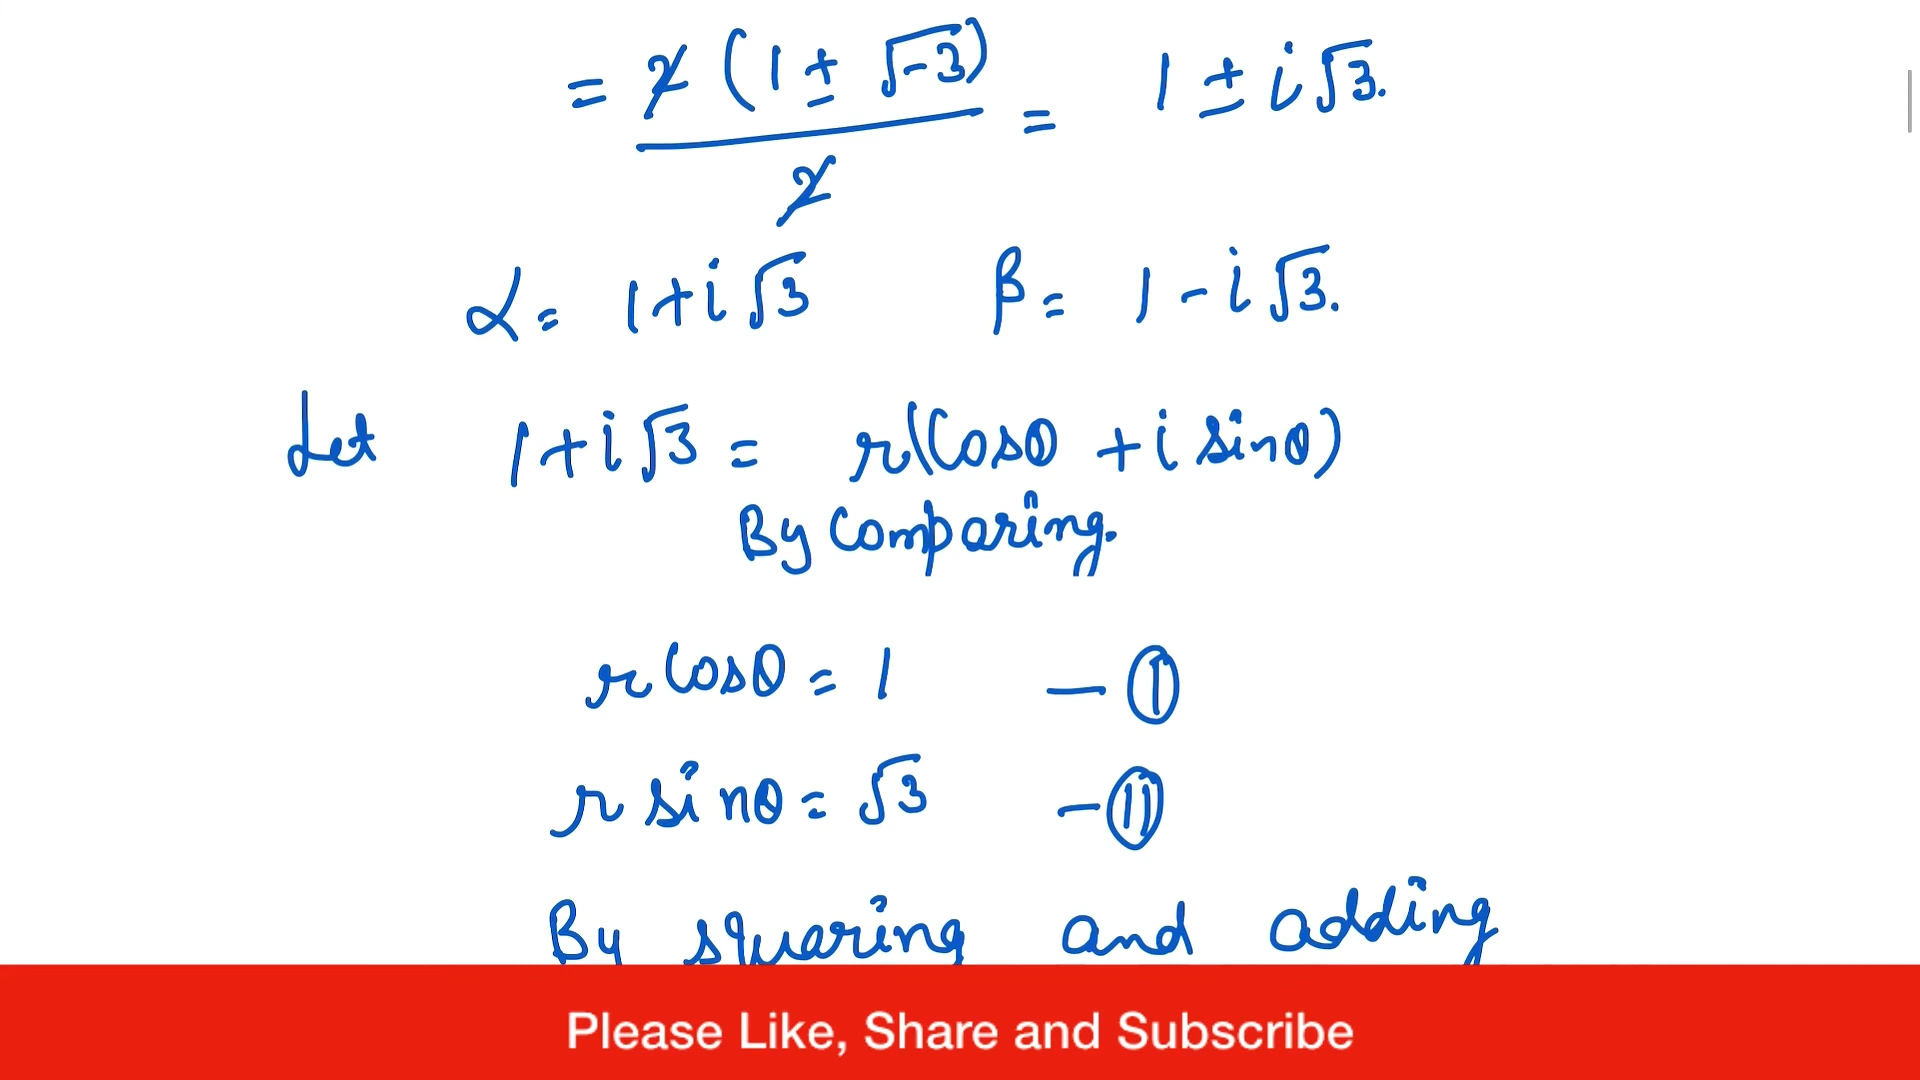 = 2(1 ± √-3) / 2 = 1 ± i√3.
α = 1+i√3 β = 1-i√3.
Let 1+i√3 = r(Cosθ + i sinθ)
By Comparing.
r Cosθ = 1 — Ⓘ
r sinθ = √3 — Ⓘⓘ
By squaring and adding
Please Like, Share and Subscribe